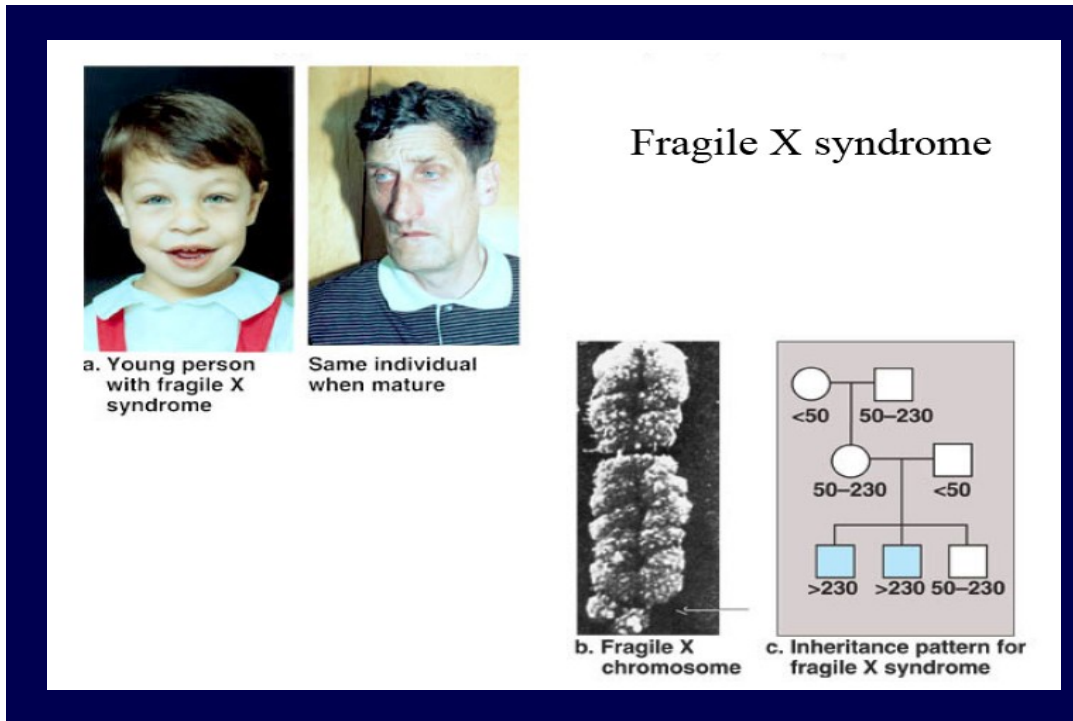 Fragile X syndrome
a. Young person
with fragile X
syndrome
Same individual
when mature
<50
50–230
50–230
<50
>230
>230
50–230
b. Fragile X
chromosome
c. Inheritance pattern for
fragile X syndrome